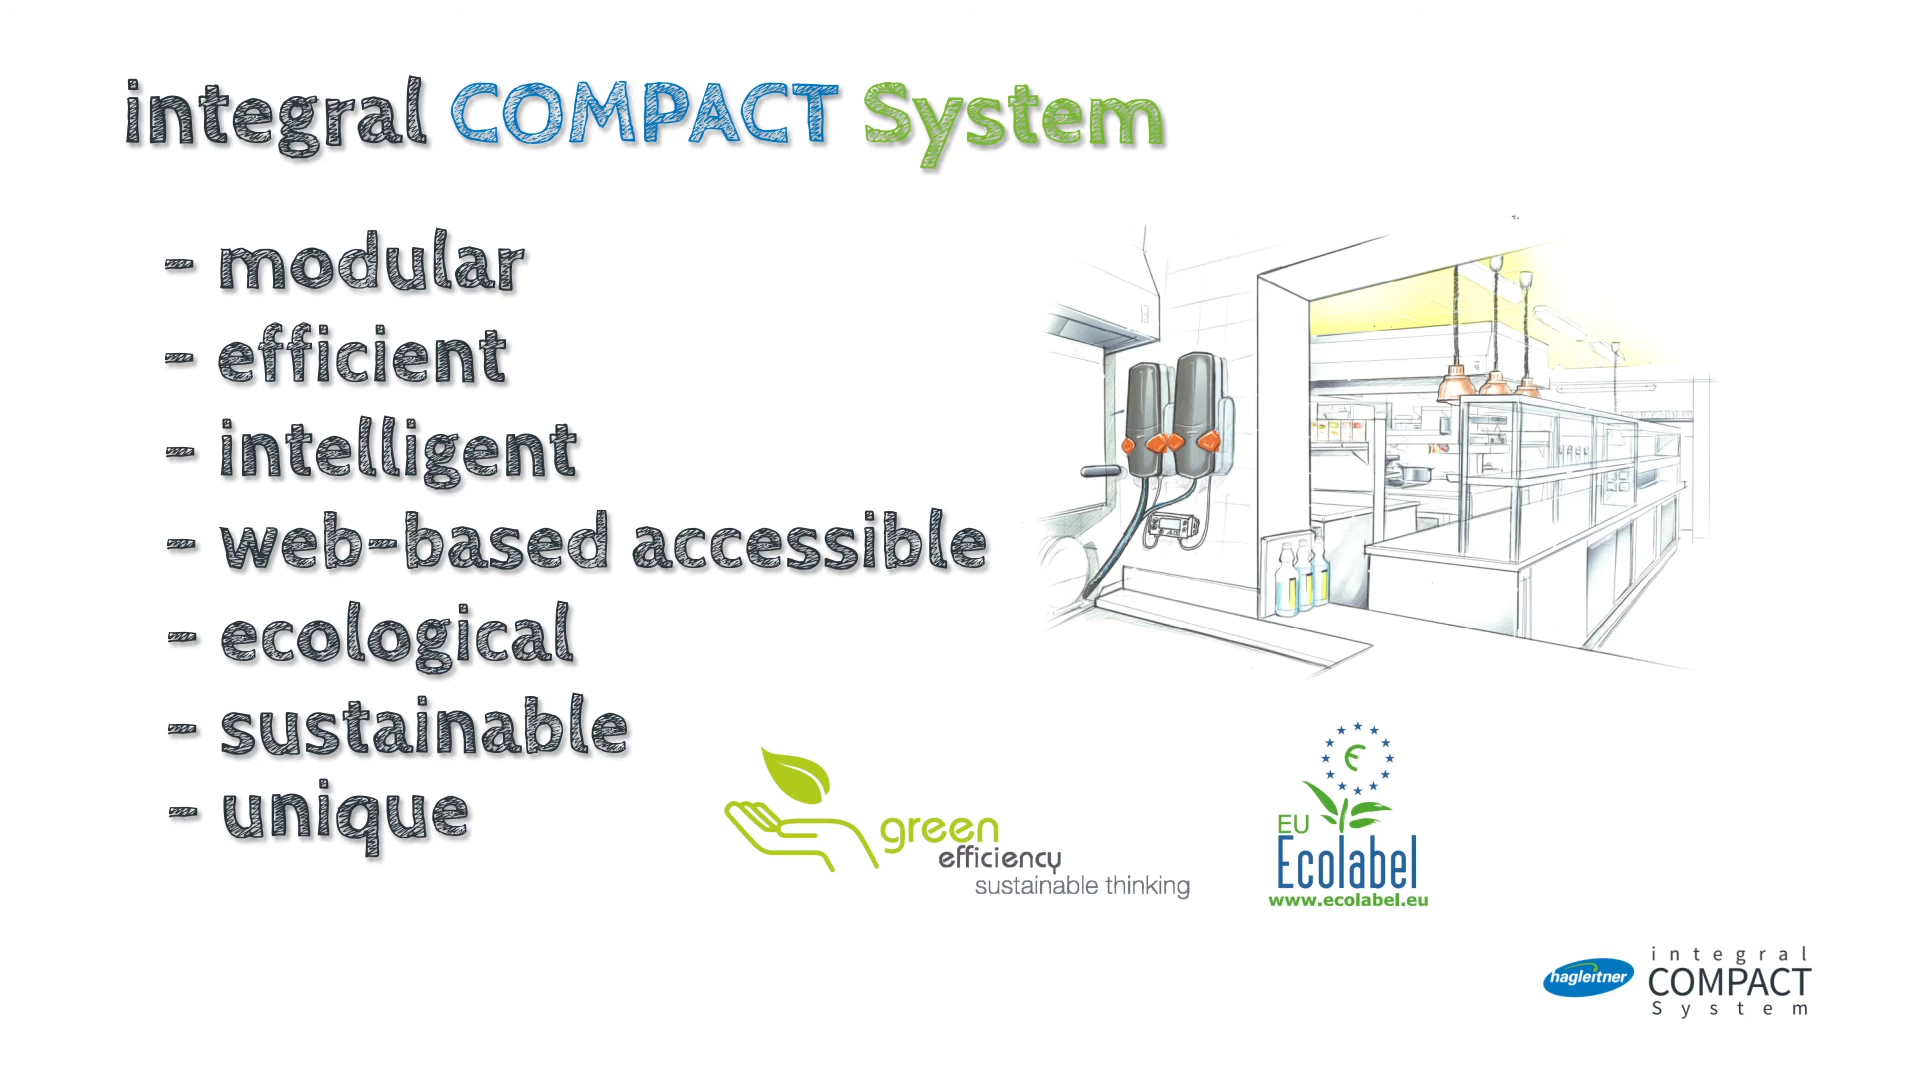 integral COMPACT System
- modular
- efficient
- intelligent
- web-based accessible
- ecological
- sustainable
- unique
green
efficiency
sustainable thinking
EU
Ecolabel
www.ecolabel.eu
hagleitner
integral
COMPACT
System